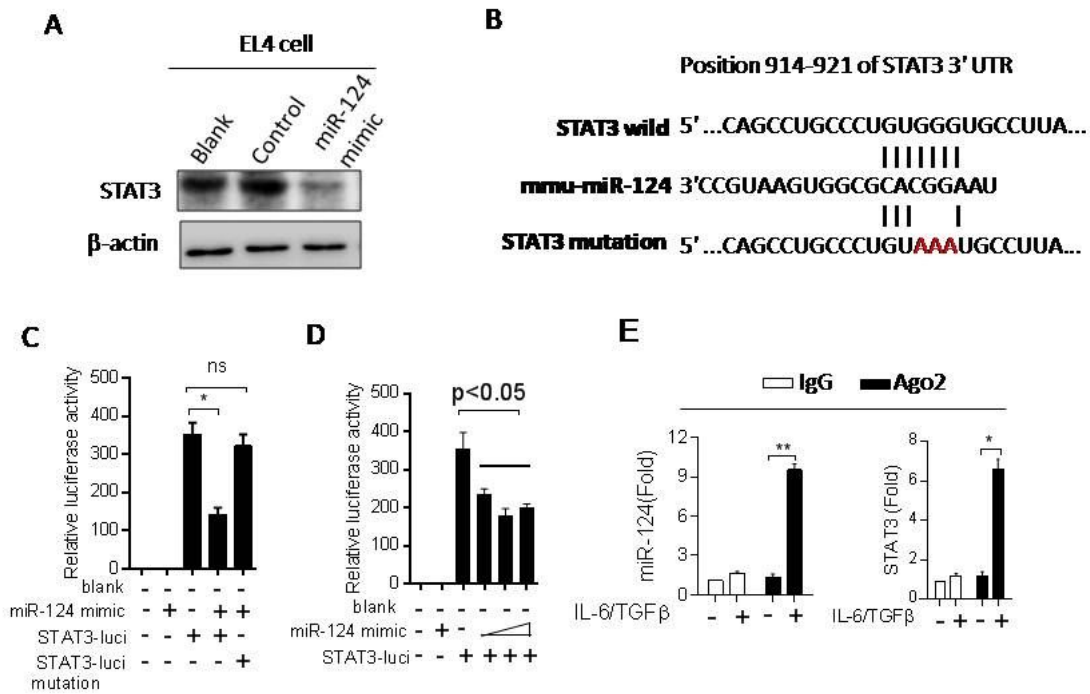 A
EL4 cell
Blank
Control
miR-124
mimic
STAT3
β-actin
B
Position 914-921 of STAT3 3' UTR
STAT3 wild 5' ...CAGCCUGCCCUGUGGGUGCCUUA...
mmu-miR-124 3'CCGUAAGUGGCGCACGGAAU
STAT3 mutation 5' ...CAGCCUGCCCUGUAAAUGCCUUA...
C
ns
*
Relative luciferase activity
500
400
300
200
100
0
blank - - - - -
miR-124 mimic - + - + +
STAT3-luci - - + + -
STAT3-luci - - - - +
mutation
D
p<0.05
Relative luciferase activity
500
400
300
200
100
0
blank - - -
miR-124 mimic - + -
STAT3-luci - - + + + +
E
IgG Ago2
miR-124(Fold)
12
9
6
3
0
**
IL-6/TGFβ - + - +
STAT3 (Fold)
8
6
4
2
0
*
IL-6/TGFβ - + - +